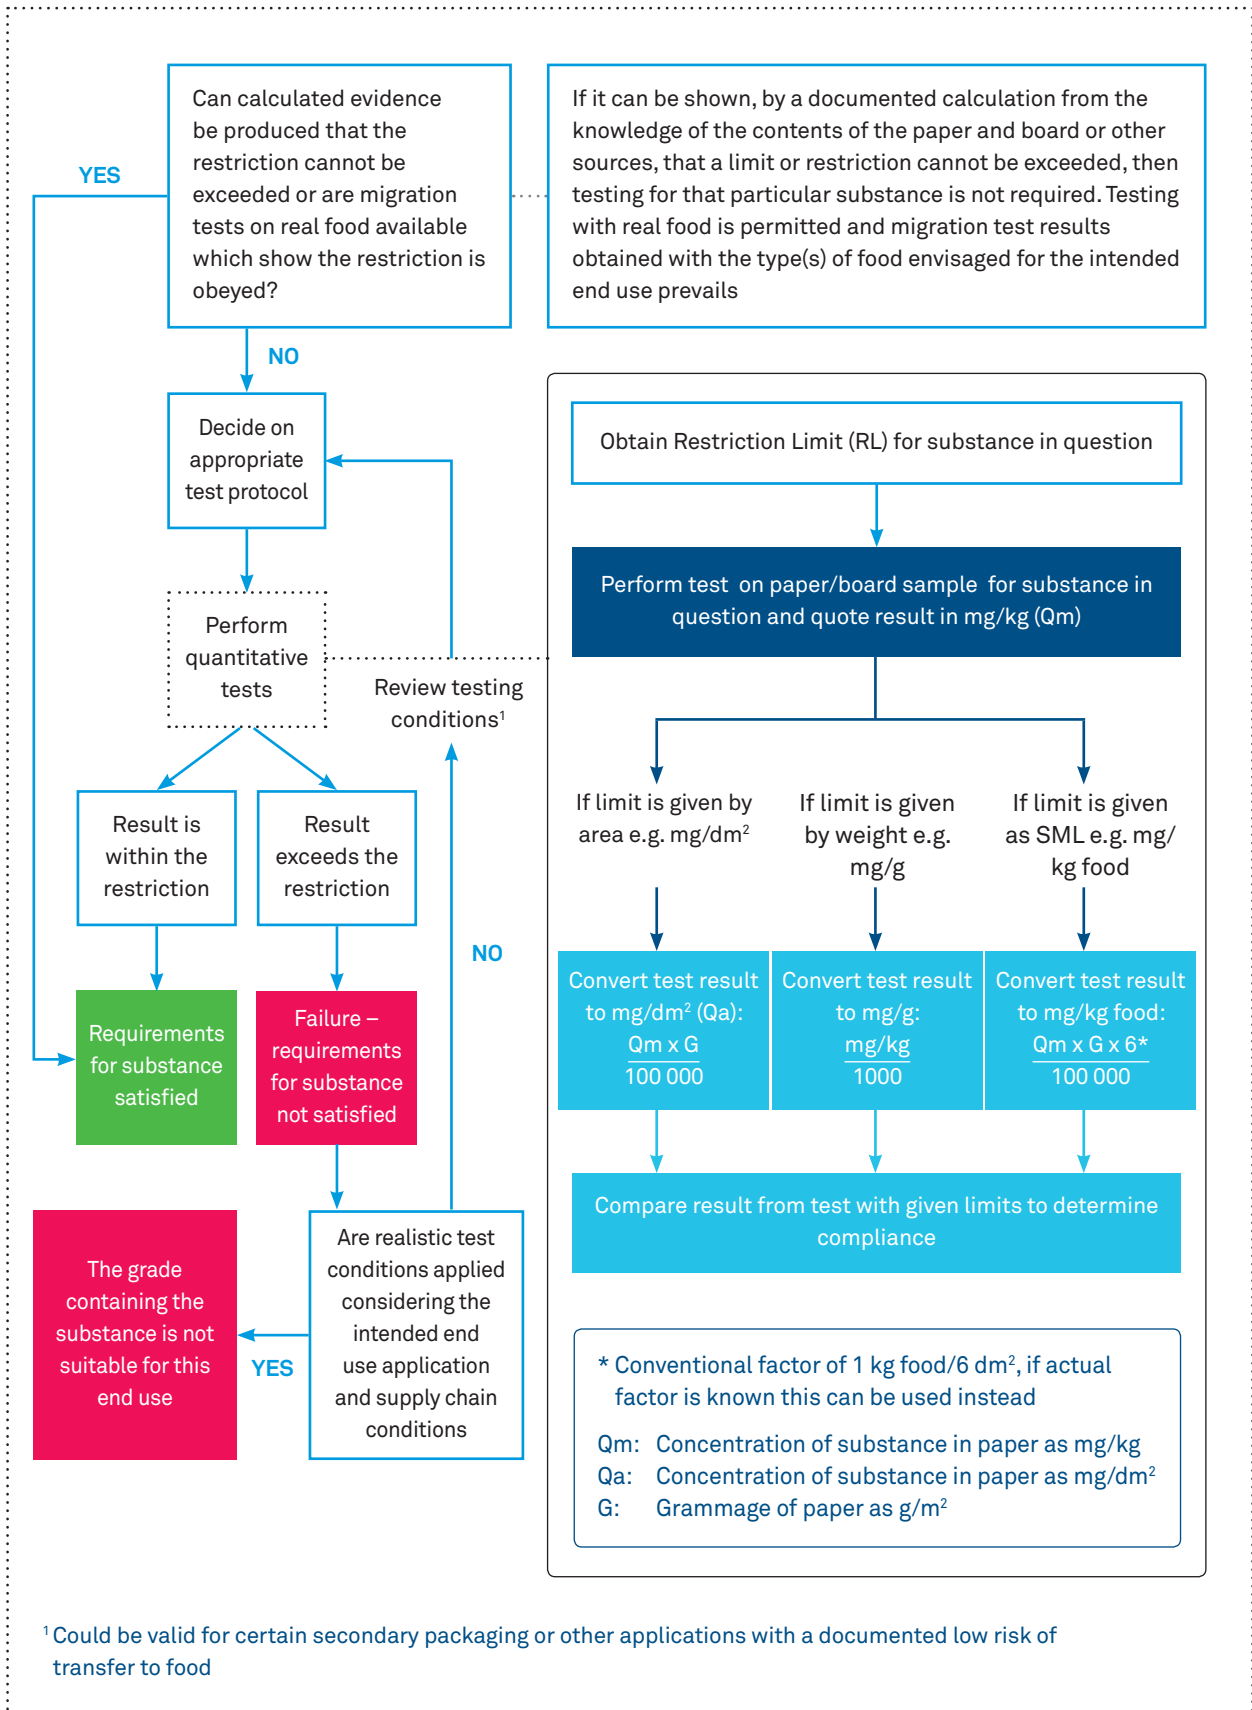 Can calculated evidence
be produced that the
restriction cannot be
exceeded or are migration
tests on real food available
which show the restriction is
obeyed?
If it can be shown, by a documented calculation from the
knowledge of the contents of the paper and board or other
sources, that a limit or restriction cannot be exceeded, then
testing for that particular substance is not required. Testing
with real food is permitted and migration test results
obtained with the type(s) of food envisaged for the intended
end use prevails
YES
NO
Decide on
appropriate
test protocol
Perform
quantitative
tests
Review testing
conditions¹
Result is
within the
restriction
Result
exceeds the
restriction
NO
Requirements
for substance
satisfied
Failure –
requirements
for substance
not satisfied
The grade
containing the
substance is not
suitable for this
end use
YES
Are realistic test
conditions applied
considering the
intended end
use application
and supply chain
conditions
Obtain Restriction Limit (RL) for substance in question
Perform test on paper/board sample for substance in
question and quote result in mg/kg (Qm)
If limit is given by
area e.g. mg/dm²
If limit is given
by weight e.g.
mg/g
If limit is given
as SML e.g. mg/
kg food
Convert test result
to mg/dm² (Qa):
Qm x G
100 000
Convert test result
to mg/g:
mg/kg
1000
Convert test result
to mg/kg food:
Qm x G x 6*
100 000
Compare result from test with given limits to determine
compliance
* Conventional factor of 1 kg food/6 dm², if actual
factor is known this can be used instead
Qm: Concentration of substance in paper as mg/kg
Qa: Concentration of substance in paper as mg/dm²
G: Grammage of paper as g/m²
¹ Could be valid for certain secondary packaging or other applications with a documented low risk of
transfer to food